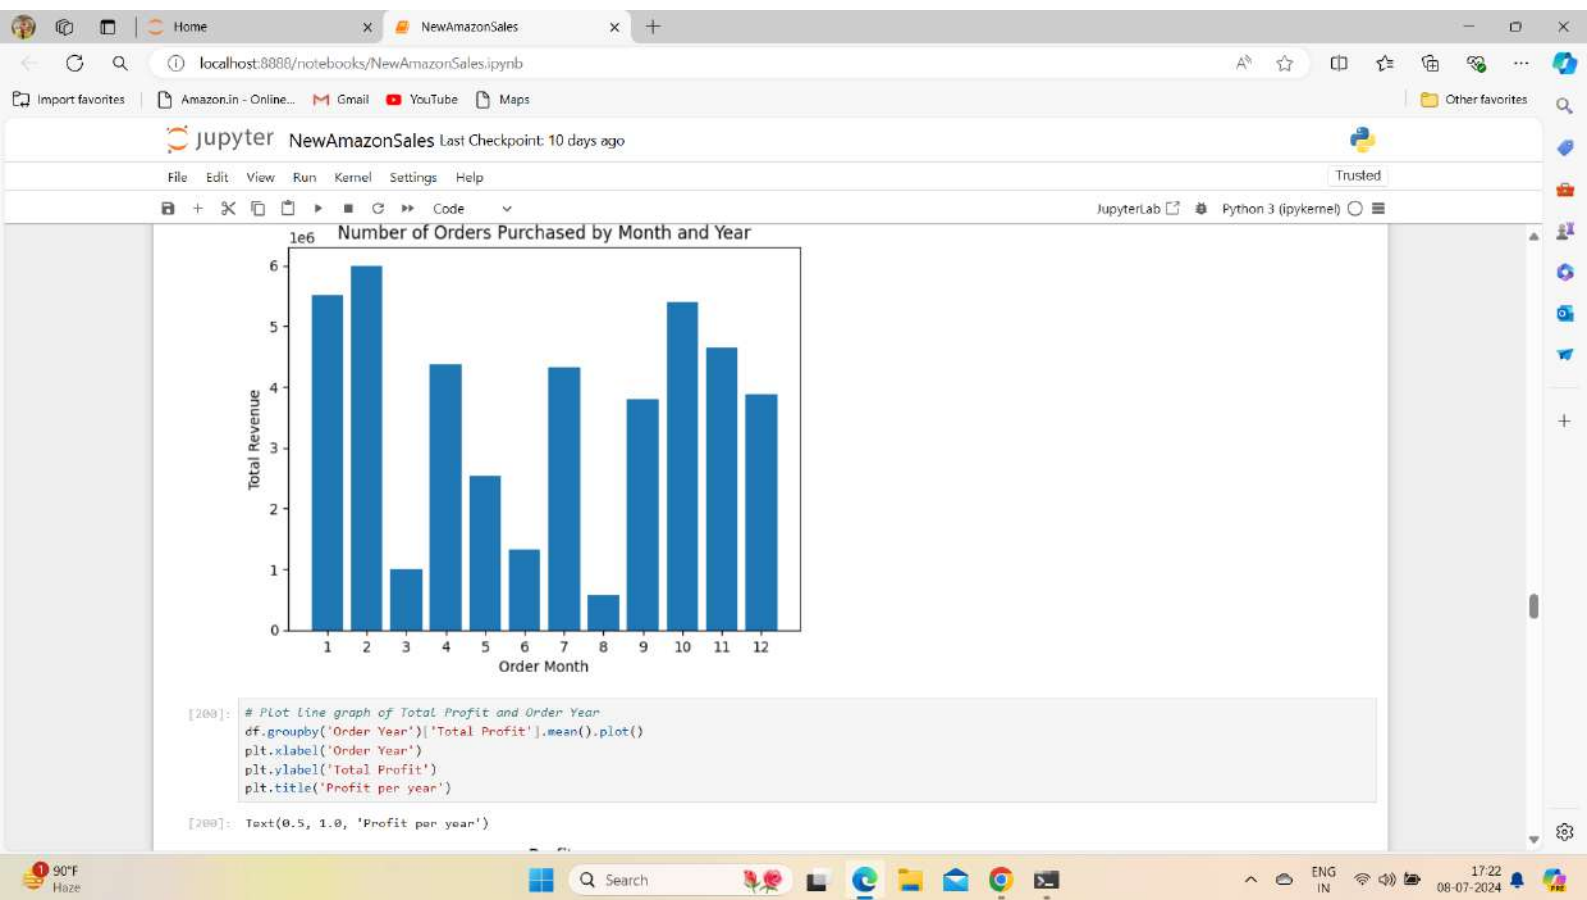 Home
NewAmazonSales
localhost:8888/notebooks/NewAmazonSales.ipynb
Import favorites
Amazon.in - Online...
Gmail
YouTube
Maps
Other favorites
jupyter NewAmazonSales Last Checkpoint: 10 days ago
File Edit View Run Kernel Settings Help
Trusted
Code
JupyterLab
Python 3 (ipykernel)
Number of Orders Purchased by Month and Year
1e6
6
5
4
3
2
1
0
Total Revenue
1 2 3 4 5 6 7 8 9 10 11 12
Order Month
[200]:
# Plot line graph of Total Profit and Order Year
df.groupby('Order Year')['Total Profit'].mean().plot()
plt.xlabel('Order Year')
plt.ylabel('Total Profit')
plt.title('Profit per year')
[200]: Text(0.5, 1.0, 'Profit per year')
1
90°F
Haze
Search
ENG
IN
17:22
08-07-2024
PRE